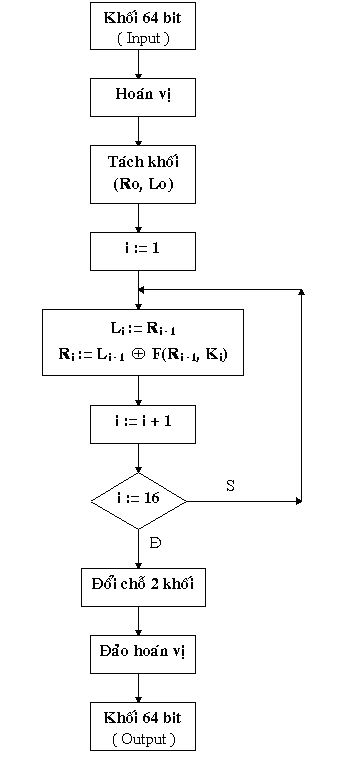 Khối 64 bit
( Input )
Hoán vị
Tách khối
(Ro, Lo)
i := 1
Li := Ri - 1
Ri := Li - 1 ⊕ F(Ri - 1, Ki)
i := i + 1
i := 16
S
Đ
Đổi chỗ 2 khối
Đảo hoán vị
Khối 64 bit
( Output )